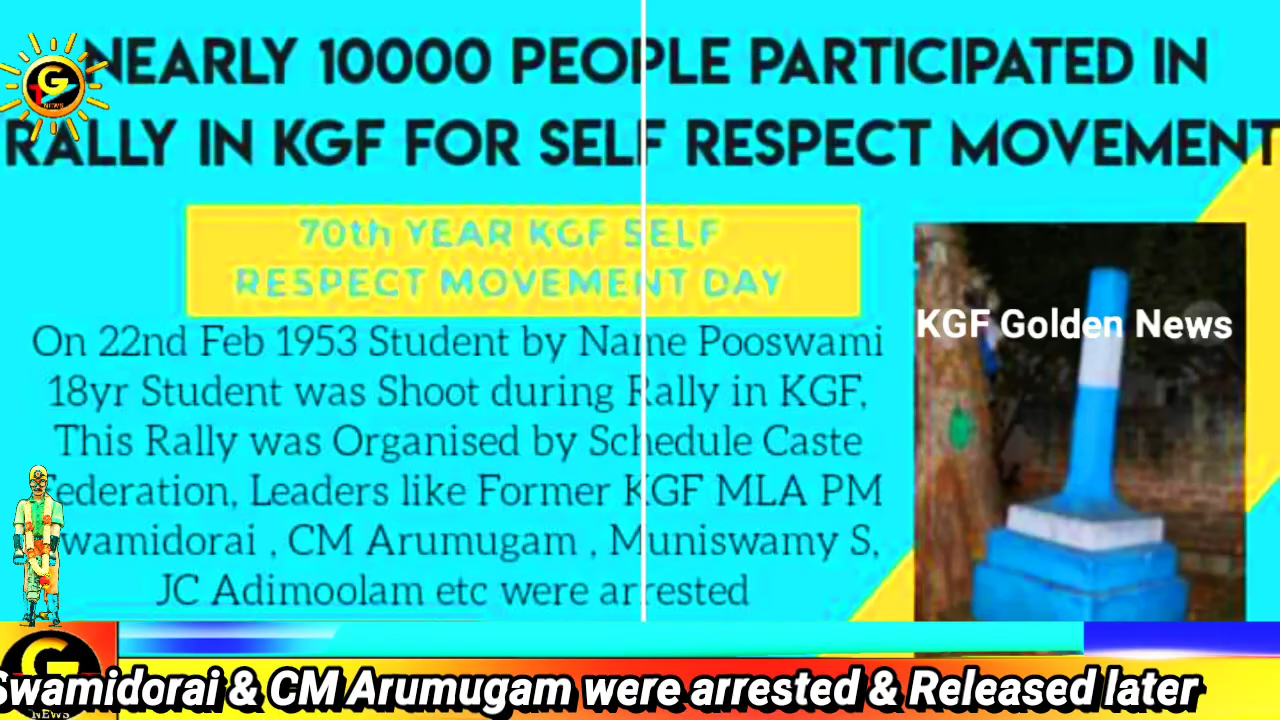 NEARLY 10000 PEOPLE PARTICIPATED IN
RALLY IN KGF FOR SELF RESPECT MOVEMENT
70th YEAR KGF SELF
RESPECT MOVEMENT DAY
On 22nd Feb 1953 Student by Name Pooswami
18yr Student was Shoot during Rally in KGF,
This Rally was Organised by Schedule Caste
Federation, Leaders like Former KGF MLA PM
Swamidorai , CM Arumugam , Muniswamy S,
JC Adimoolam etc were arrested
KGF Golden News
G
NEWS
G
NEWS
Swamidorai & CM Arumugam were arrested & Released later